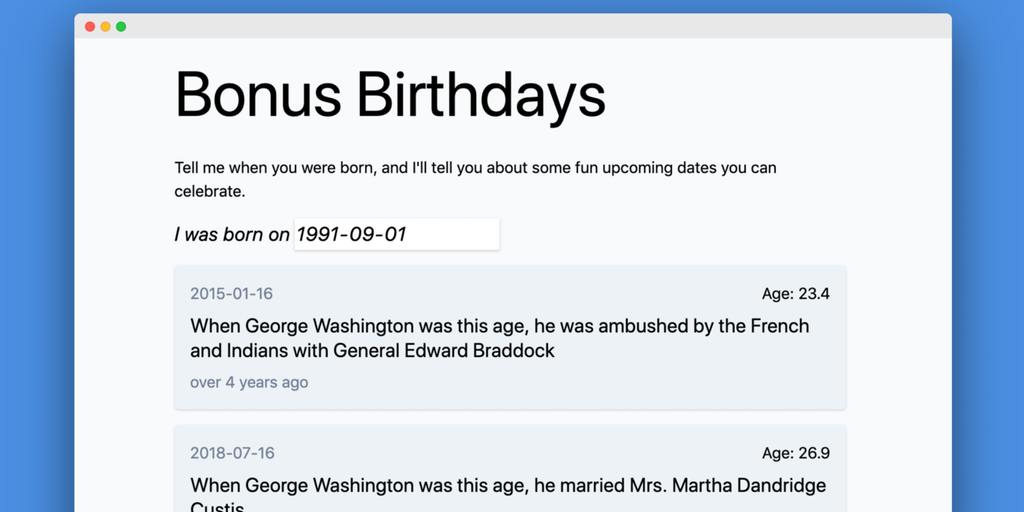 Bonus Birthdays
Tell me when you were born, and I'll tell you about some fun upcoming dates you can
celebrate.
I was born on 1991-09-01
2015-01-16 Age: 23.4
When George Washington was this age, he was ambushed by the French
and Indians with General Edward Braddock
over 4 years ago
2018-07-16 Age: 26.9
When George Washington was this age, he married Mrs. Martha Dandridge
Custis